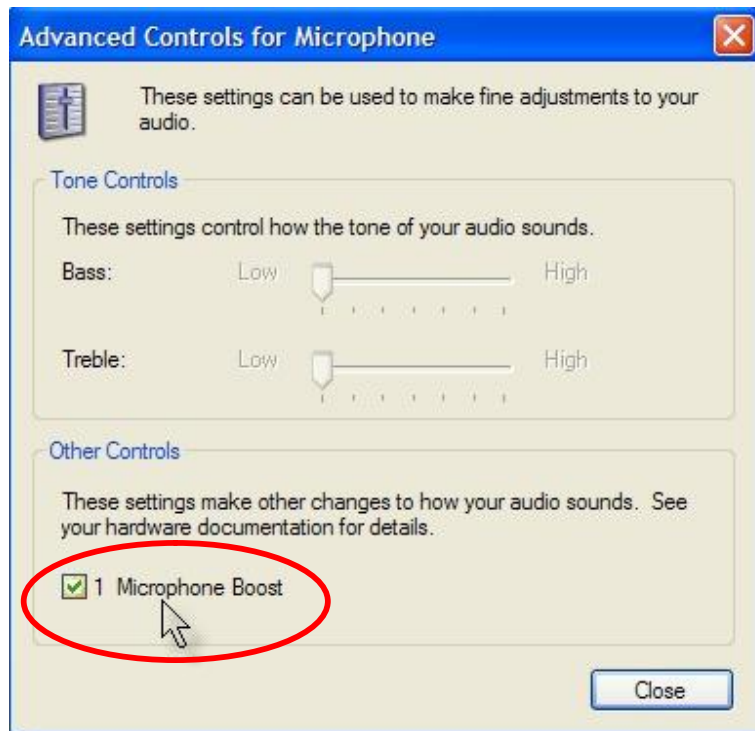 Advanced Controls for Microphone
These settings can be used to make fine adjustments to your
audio.
Tone Controls
These settings control how the tone of your audio sounds.
Bass: Low High
Treble: Low High
Other Controls
These settings make other changes to how your audio sounds. See
your hardware documentation for details.
1 Microphone Boost
Close